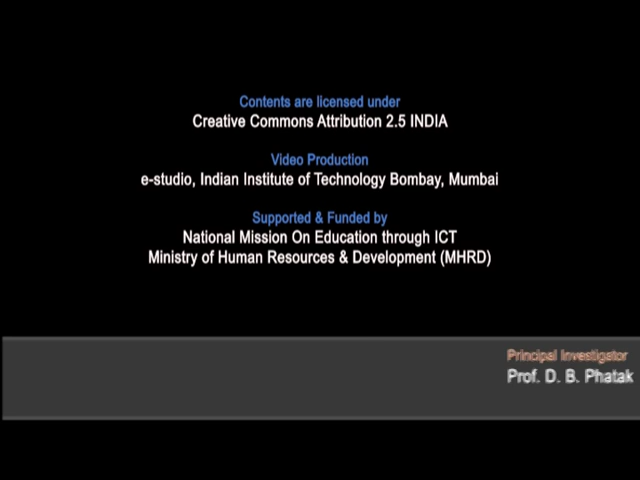 Contents are licensed under
Creative Commons Attribution 2.5 INDIA
Video Production
e-studio, Indian Institute of Technology Bombay, Mumbai
Supported & Funded by
National Mission On Education through ICT
Ministry of Human Resources & Development (MHRD)
Principal Investigator
Prof. D. B. Phatak